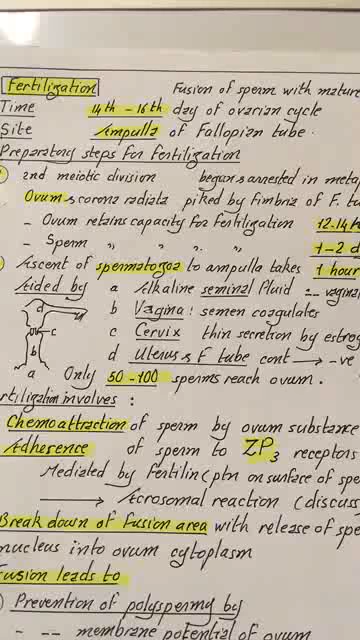 Fertilization Fusion of sperm with mature
Time 14th - 16th day of ovarian cycle
Site Ampulla of Fallopian tube.
Preparatory steps for fertilization
2nd meiotic division began & arrested in meta
Ovum & corona radiata piked by fimbria of F. tu
- Ovum retains capacity for fertilization 12-14
- Sperm " " " " 1-2 d
Ascent of spermatozoa to ampulla takes 1 hour
Aided by a Alkaline seminal fluid vagina
b Vagina: semen coagulates
c Cervix thin secretion by estrog
d Uterus & F tube cont → -ve
d
c
b
a
Only 50-100 sperms reach ovum.
rtilization involves:
Chemoattraction of sperm by ovum substance
Adherence of sperm to ZP3 receptors
Mediated by fertilin (ptn on surface of sper
→ Acrosomal reaction (discuss
Break down of fusion area with release of spe
nucleus into ovum cytoplasm
Fusion leads to
Prevention of polyspermy by
- -- membrane potential of ovum